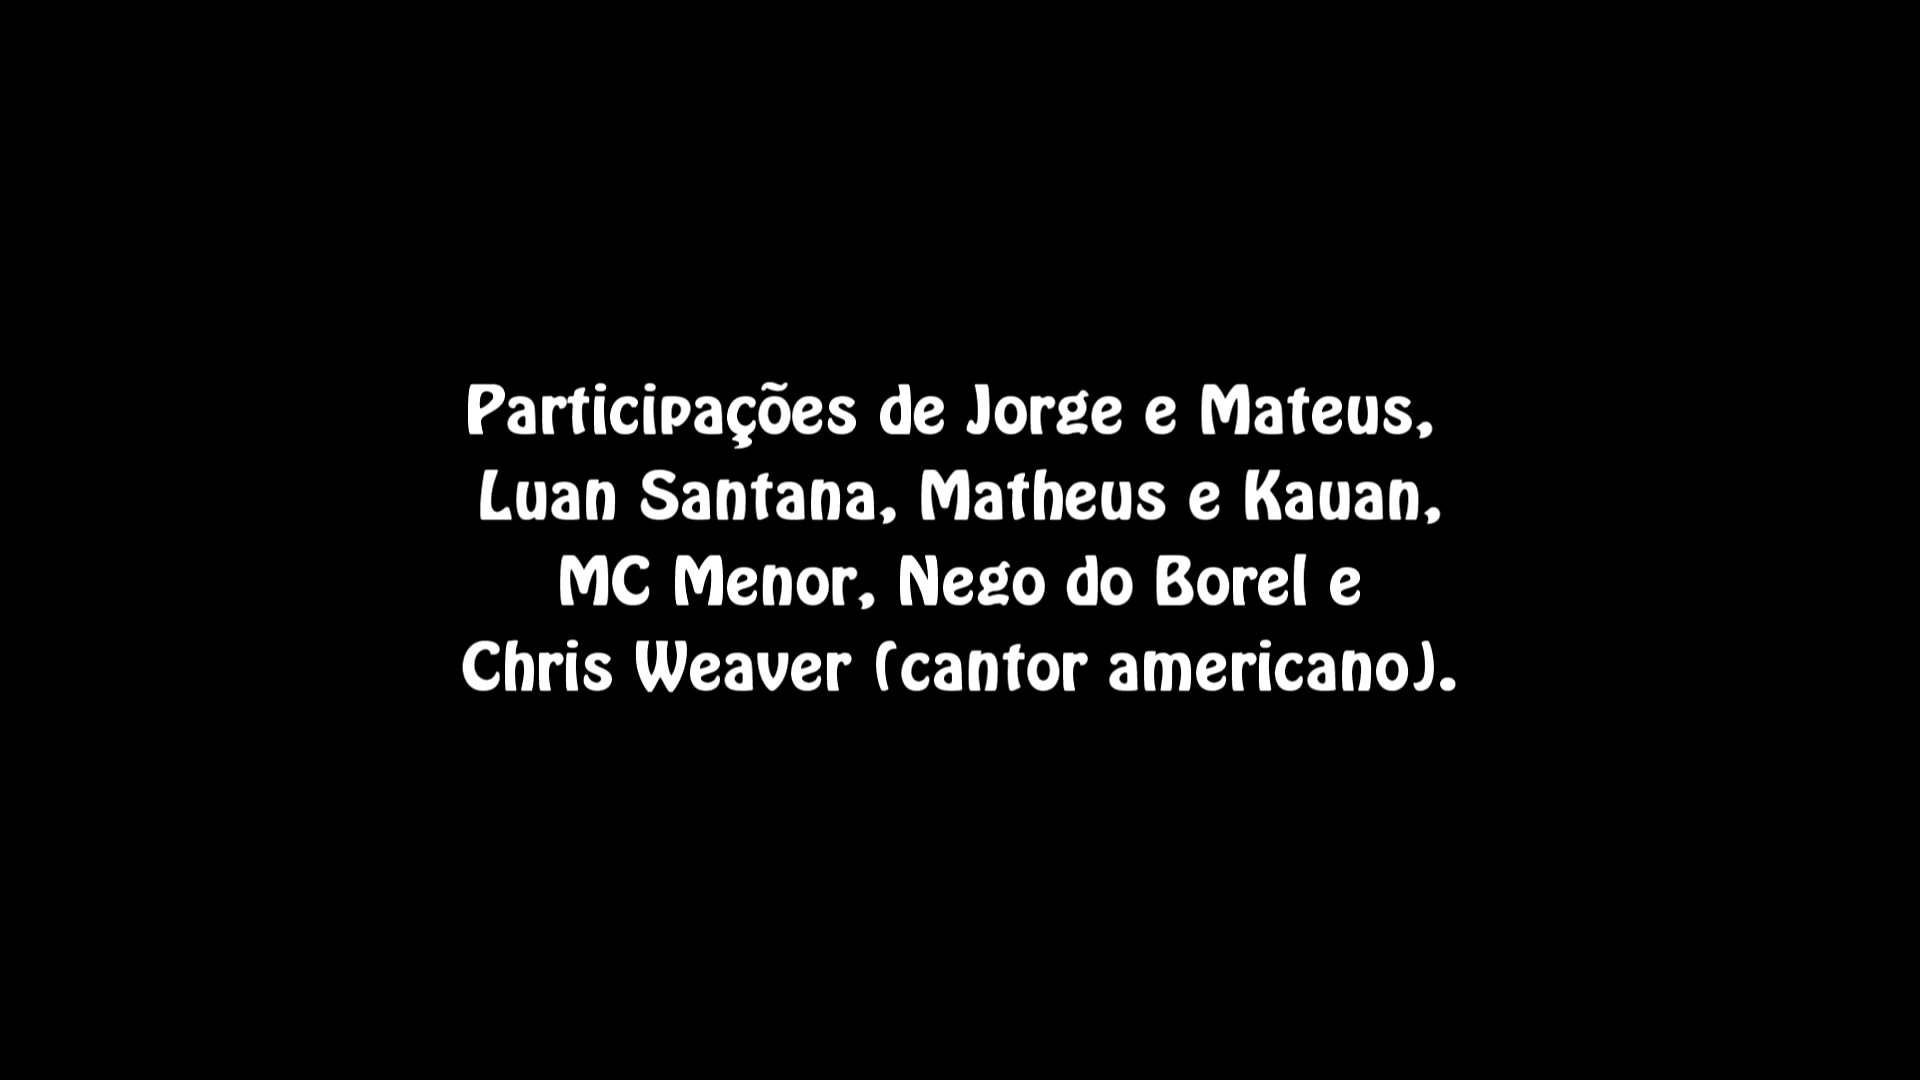 Participações de Jorge e Mateus,
Luan Santana, Matheus e Kauan,
MC Menor, Nego do Borel e
Chris Weaver (cantor americano).